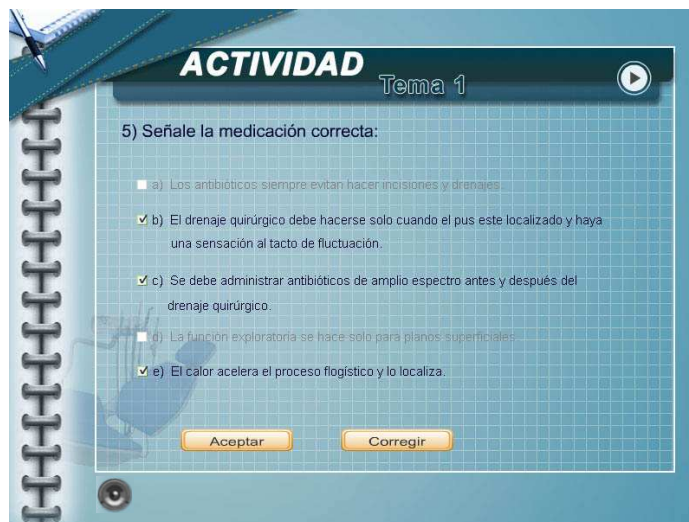 ACTIVIDAD
Tema 1
5) Señale la medicación correcta:
a) Los antibióticos siempre evitan hacer incisiones y drenajes.
b) El drenaje quirúrgico debe hacerse solo cuando el pus este localizado y haya
una sensación al tacto de fluctuación.
c) Se debe administrar antibióticos de amplio espectro antes y después del
drenaje quirúrgico.
d) La función exploratoria se hace solo para planos superficiales.
e) El calor acelera el proceso flogístico y lo localiza.
Aceptar
Corregir